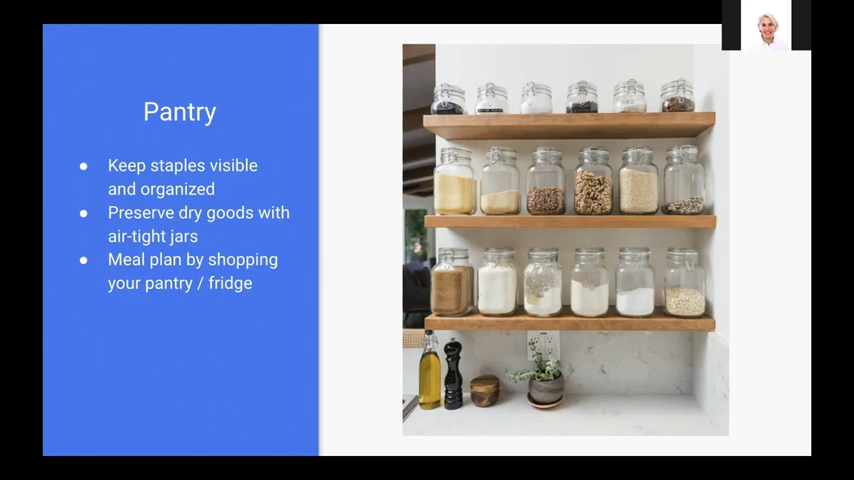 Pantry
● Keep staples visible
and organized
● Preserve dry goods with
air-tight jars
● Meal plan by shopping
your pantry / fridge